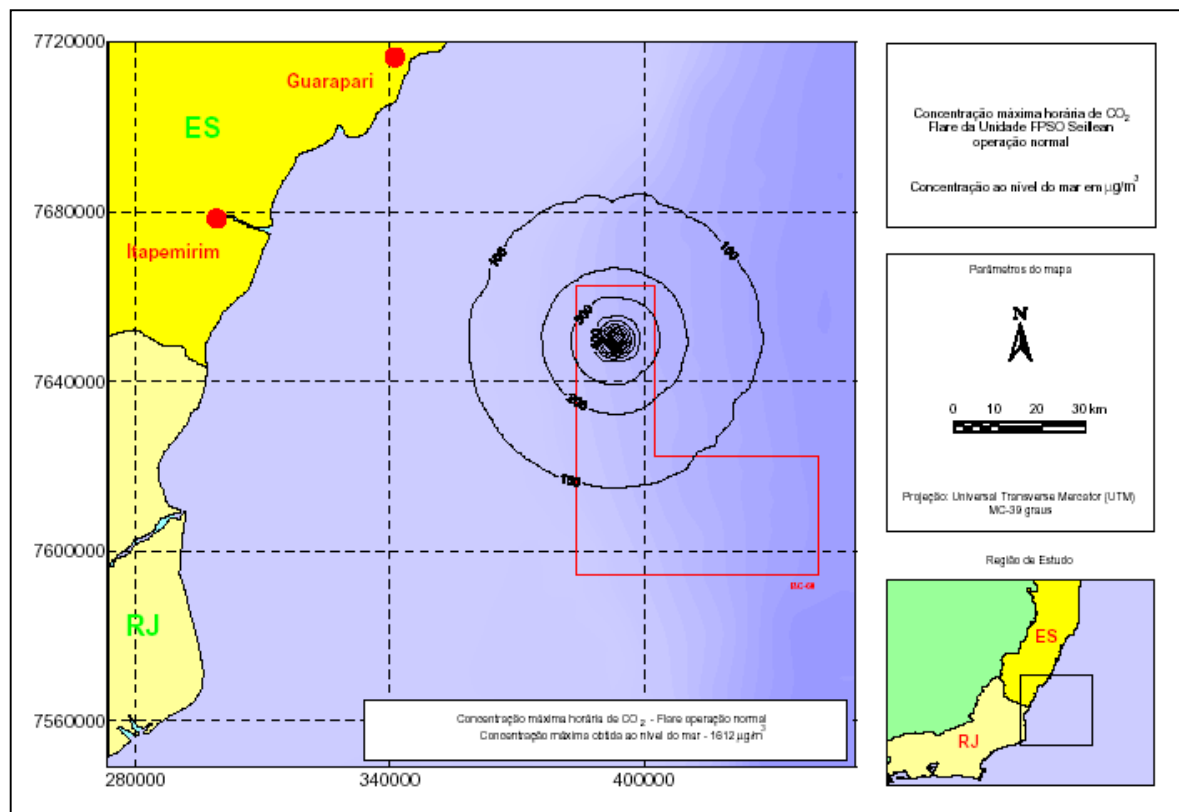 7720000
Guarapari
ES
7680000
Itapemirim
7640000
7600000
RJ
7560000
280000
340000
400000
100
100
100
200
300
Concentração máxima horária de CO2 - Flare operação normal
Concentração máxima obtida ao nível do mar - 1612 µg/m3
Concentração máxima horária de CO2
Flare da Unidade FPSO Seillean
operação normal
Concentração ao nível do mar em µg/m3
Parâmetros do mapa
N
0 10 20 30 km
Projeção: Universal Transverse Mercator (UTM)
MC-39 graus
Região de Estudo
ES
RJ